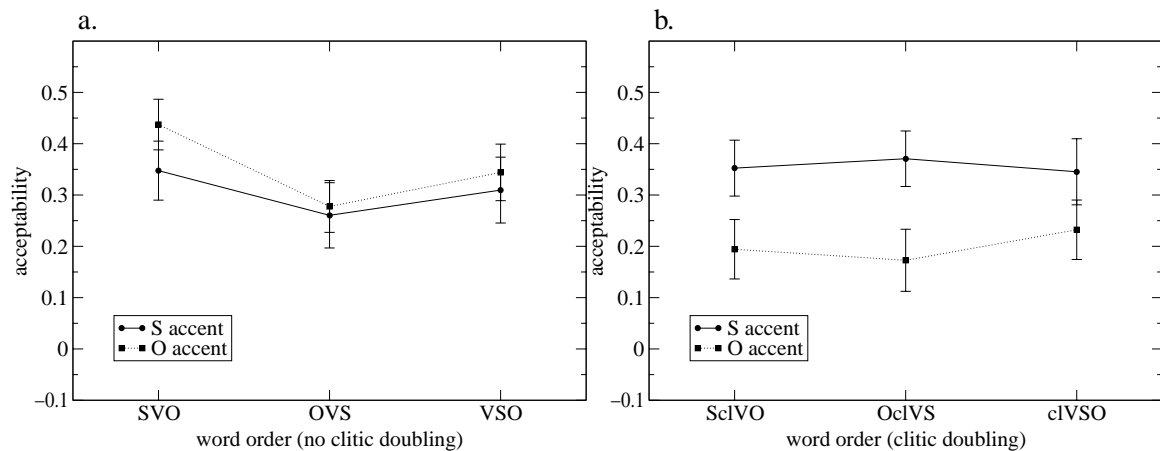 a.
acceptability
0.5
0.4
0.3
0.2
0.1
0
−0.1
S accent
O accent
SVO OVS VSO
word order (no clitic doubling)
b.
acceptability
0.5
0.4
0.3
0.2
0.1
0
−0.1
S accent
O accent
SclVO OclVS clVSO
word order (clitic doubling)